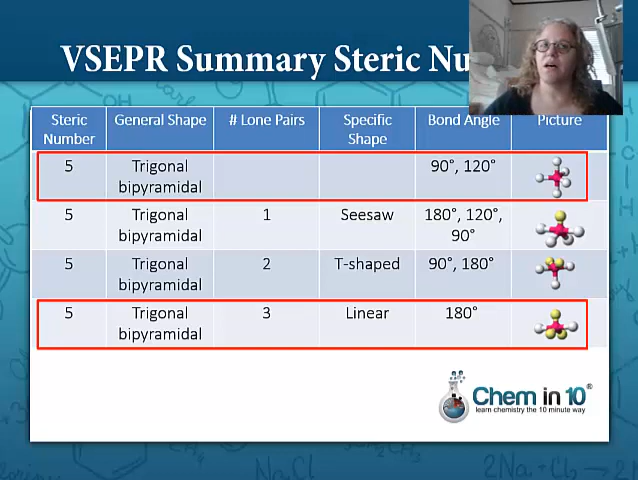 VSEPR Summary Steric Nu
Steric Number
General Shape
# Lone Pairs
Specific Shape
Bond Angle
Picture
5
Trigonal bipyramidal
90°, 120°
5
Trigonal bipyramidal
1
Seesaw
180°, 120°, 90°
5
Trigonal bipyramidal
2
T-shaped
90°, 180°
5
Trigonal bipyramidal
3
Linear
180°
Chem in 10®
learn chemistry the 10 minute way
NaCl